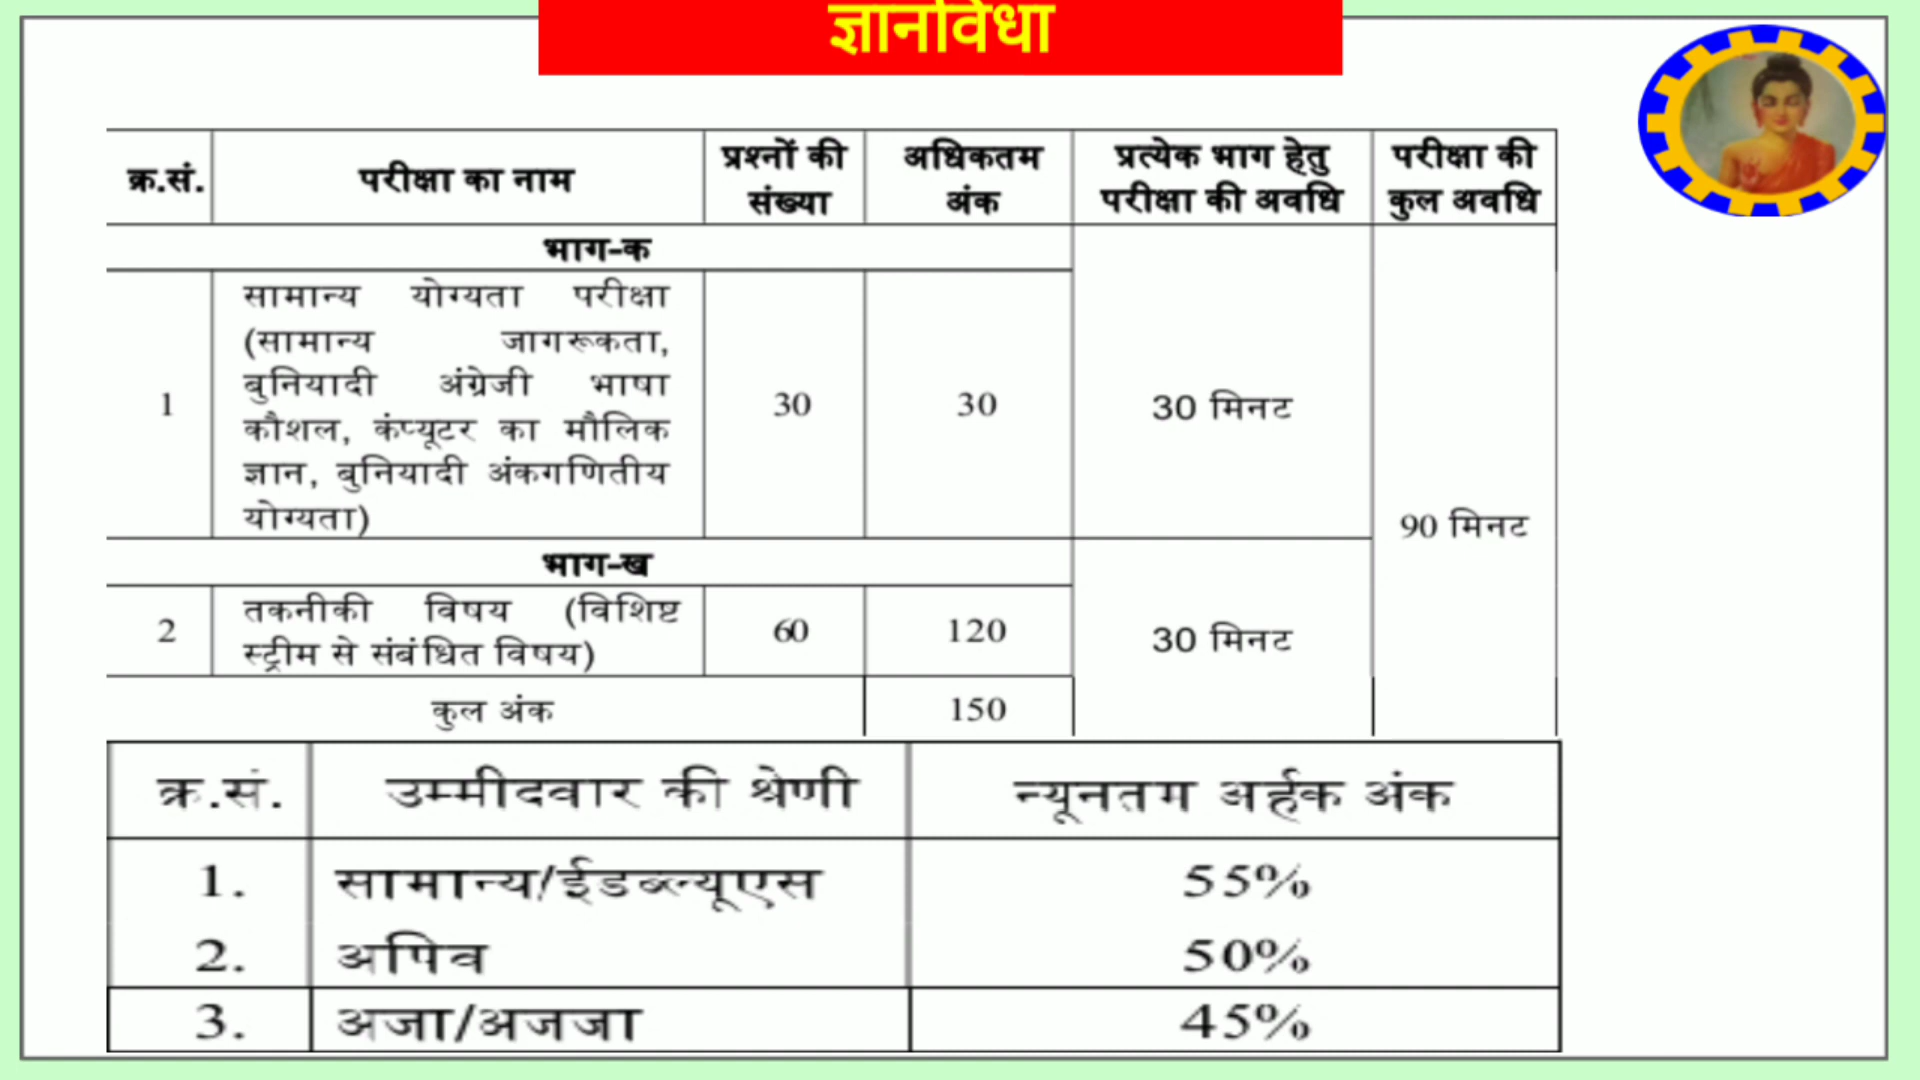 ज्ञानविधा
क्र.सं.
परीक्षा का नाम
प्रश्नों की
संख्या
अधिकतम
अंक
प्रत्येक भाग हेतु
परीक्षा की अवधि
परीक्षा की
कुल अवधि
भाग-क
1
सामान्य योग्यता परीक्षा
(सामान्य जागरूकता,
बुनियादी अंग्रेजी भाषा
कौशल, कंप्यूटर का मौलिक
ज्ञान, बुनियादी अंकगणितीय
योग्यता)
30
30
30 मिनट
90 मिनट
भाग-ख
2
तकनीकी विषय (विशिष्ट
स्ट्रीम से संबंधित विषय)
60
120
30 मिनट
कुल अंक
150
क्र.सं.
उम्मीदवार की श्रेणी
न्यूनतम अर्हक अंक
1.
सामान्य/ईडब्ल्यूएस
55%
2.
अपिव
50%
3.
अजा/अजजा
45%